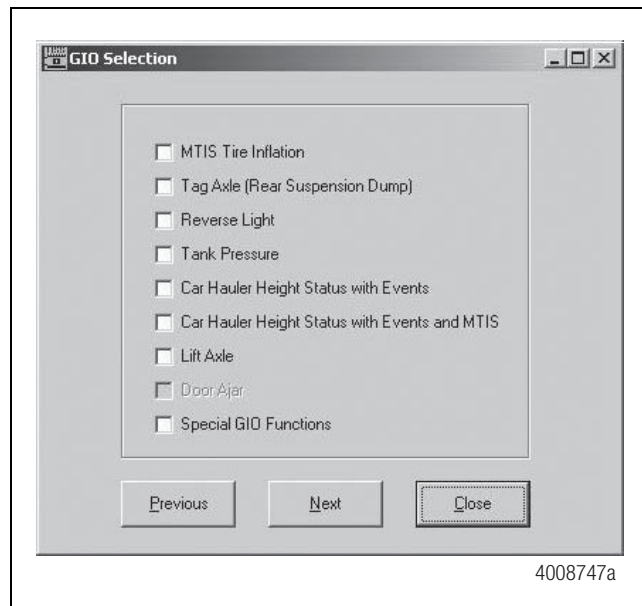 GIO Selection
MTIS Tire Inflation
Tag Axle (Rear Suspension Dump)
Reverse Light
Tank Pressure
Car Hauler Height Status with Events
Car Hauler Height Status with Events and MTIS
Lift Axle
Door Ajar
Special GIO Functions
Previous Next Close
4008747a